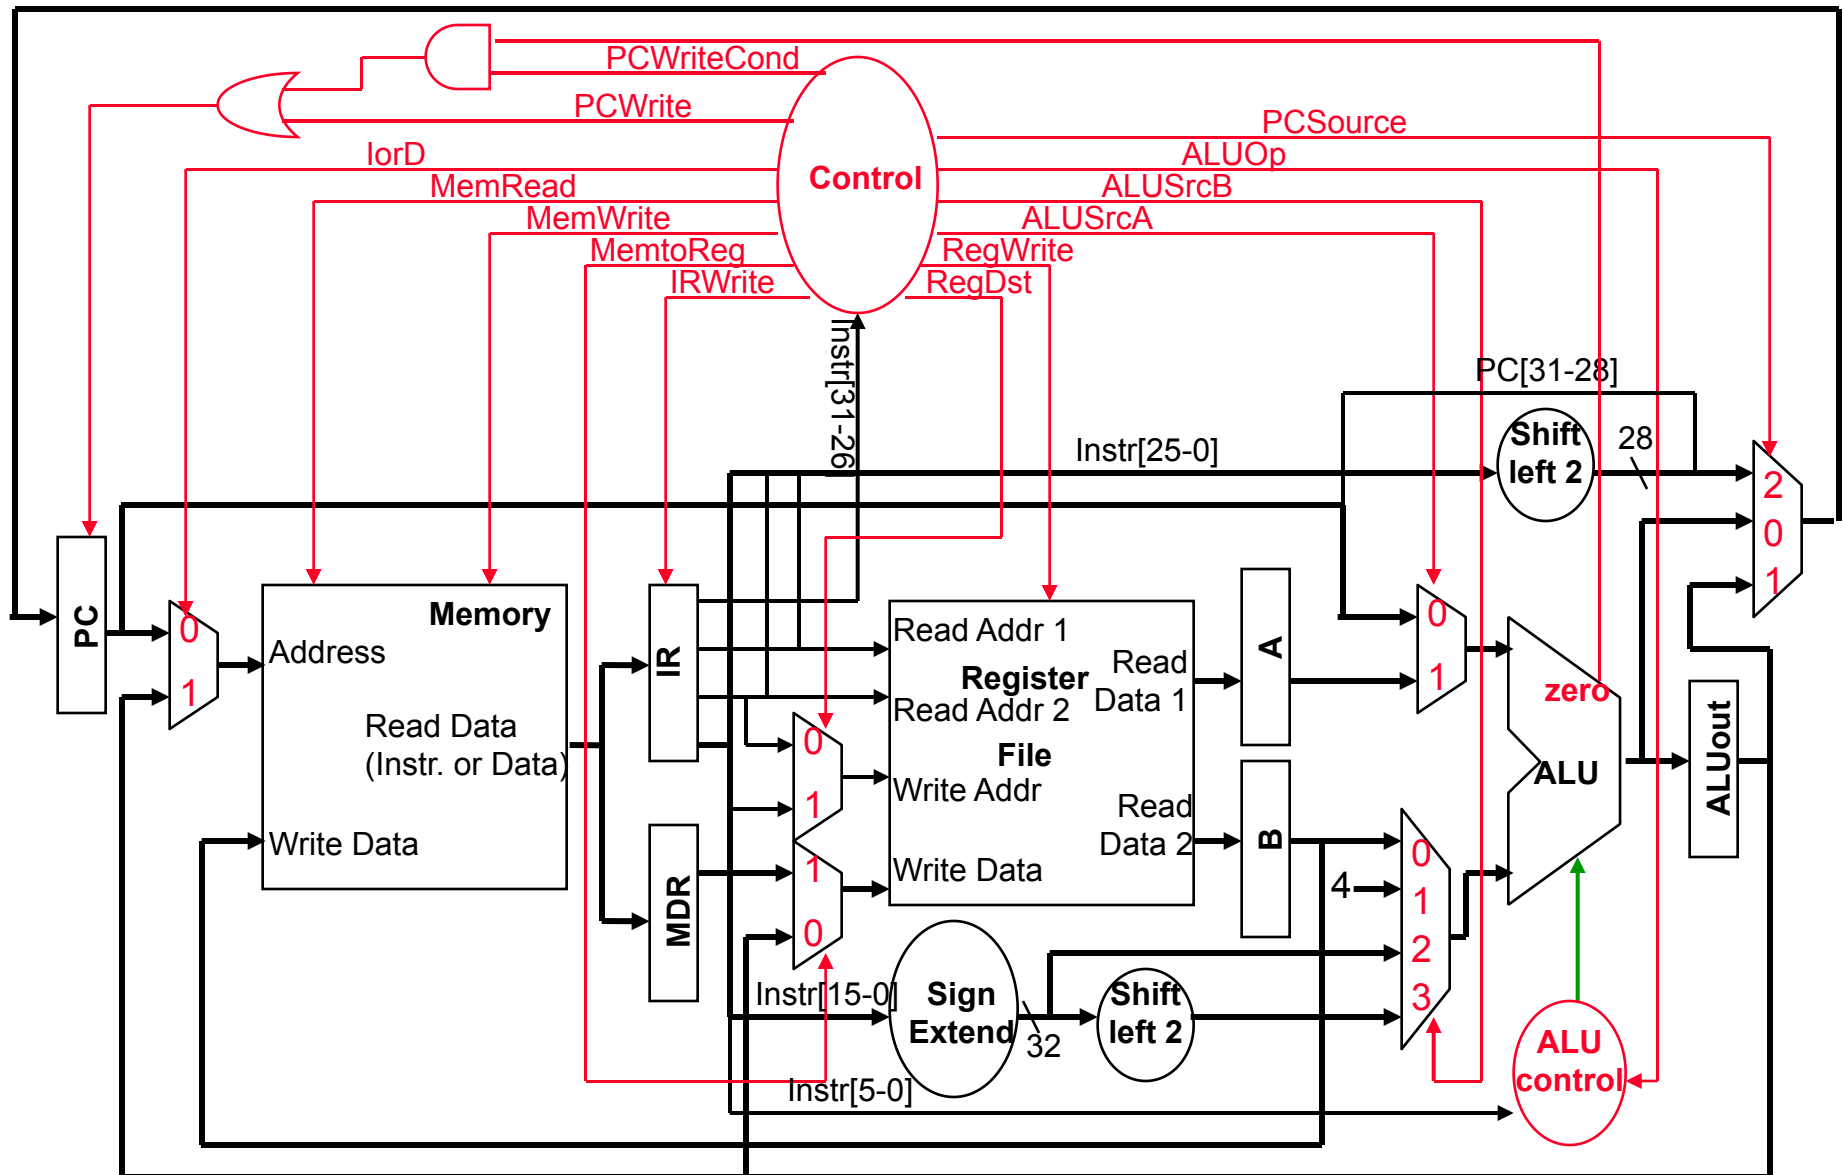 PCWriteCond
PCWrite
PCSource
IorD
Control
ALUOp
MemRead
ALUSrcB
MemWrite
ALUSrcA
MemtoReg
RegWrite
IRWrite
RegDst
Instr[31-26]
PC[31-28]
Instr[25-0]
Shift
left 2
28
2
0
1
PC
0
1
Memory
Address
Read Data
(Instr. or Data)
Write Data
IR
MDR
0
1
1
0
Read Addr 1
Register
Read Addr 2
File
Write Addr
Write Data
Read
Data 1
Read
Data 2
A
B
0
1
4
0
1
2
3
zero
ALU
ALUout
Instr[15-0]
Sign
Extend
32
Shift
left 2
ALU
control
Instr[5-0]